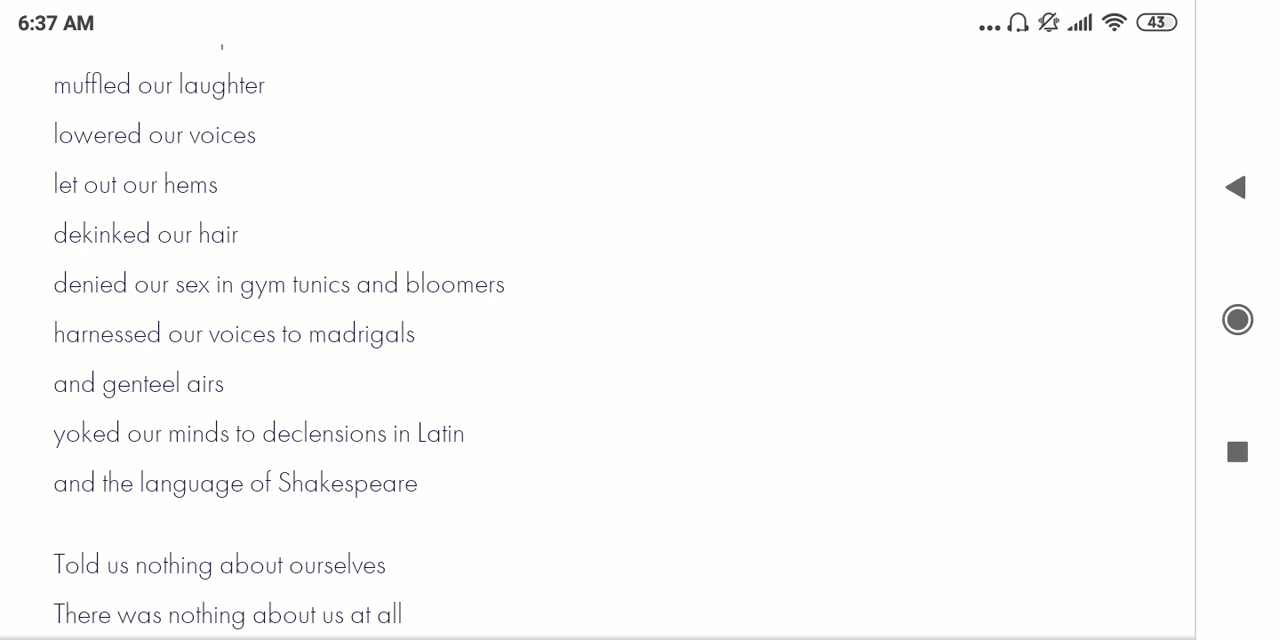 6:37 AM
43
muffled our laughter
lowered our voices
let out our hems
dekinked our hair
denied our sex in gym tunics and bloomers
harnessed our voices to madrigals
and genteel airs
yoked our minds to declensions in Latin
and the language of Shakespeare
Told us nothing about ourselves
There was nothing about us at all